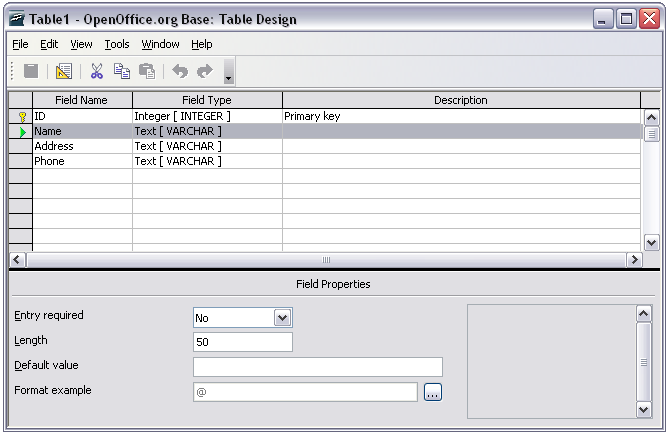 Table1 - OpenOffice.org Base: Table Design
File Edit View Tools Window Help
Field Name Field Type Description
ID Integer [ INTEGER ] Primary key
Name Text [ VARCHAR ]
Address Text [ VARCHAR ]
Phone Text [ VARCHAR ]
Field Properties
Entry required No
Length 50
Default value
Format example @ ...